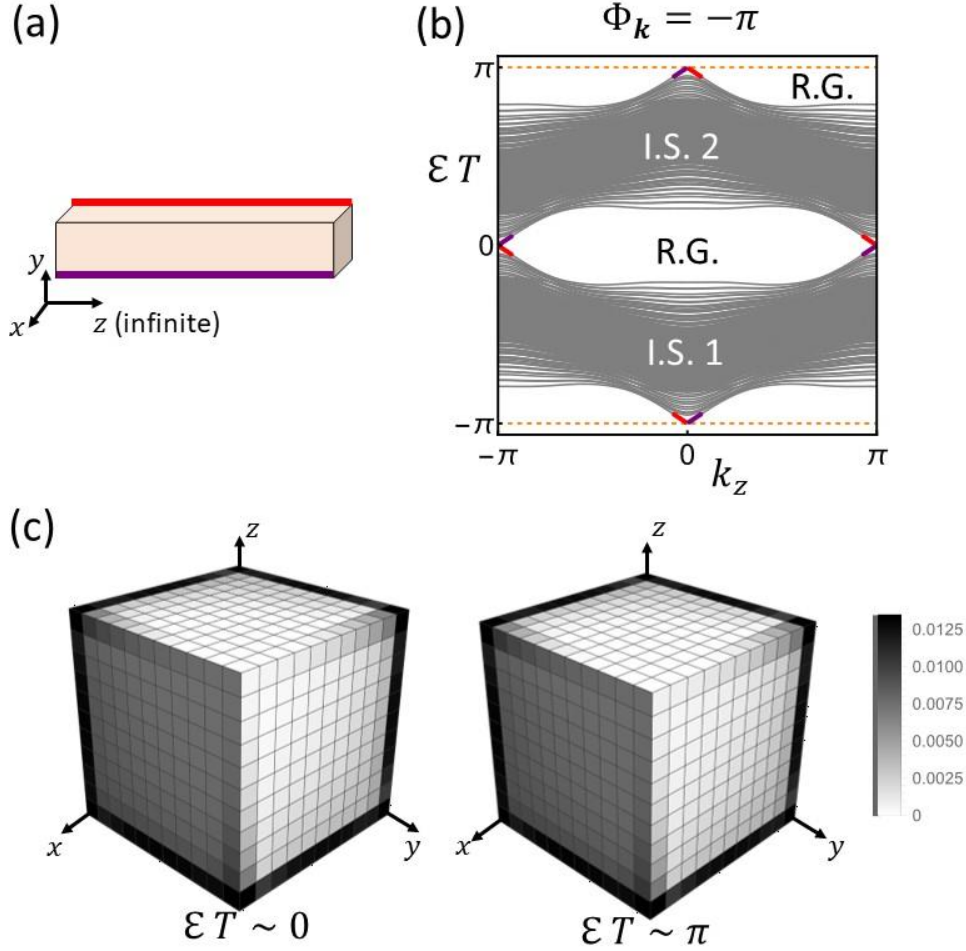 (a)
y
x
z (infinite)
(b)
Φ𝒌 = −π
π
R.G.
I.S. 2
ℰ T
0
R.G.
I.S. 1
−π
−π
0
π
k_z
(c)
z
x
y
ℰ T ~ 0
z
x
y
ℰ T ~ π
0.0125
0.0100
0.0075
0.0050
0.0025
0